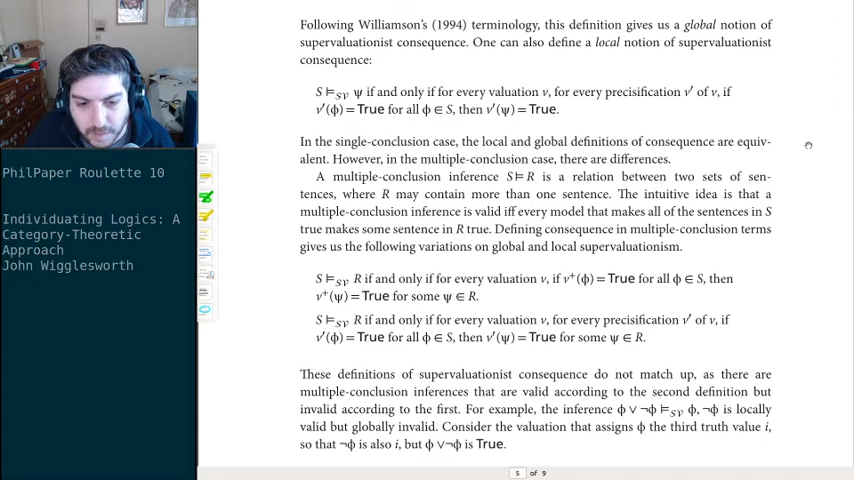 Following Williamson's (1994) terminology, this definition gives us a global notion of
supervaluationist consequence. One can also define a local notion of supervaluationist
consequence:
S ⊨SV ψ if and only if for every valuation v, for every precisification v′ of v, if
v′(ϕ) = True for all ϕ ∈ S, then v′(ψ) = True.
In the single-conclusion case, the local and global definitions of consequence are equiv-
alent. However, in the multiple-conclusion case, there are differences.
A multiple-conclusion inference S ⊨ R is a relation between two sets of sen-
tences, where R may contain more than one sentence. The intuitive idea is that a
multiple-conclusion inference is valid iff every model that makes all of the sentences in S
true makes some sentence in R true. Defining consequence in multiple-conclusion terms
gives us the following variations on global and local supervaluationism.
S ⊨SV R if and only if for every valuation v, if v⁺(ϕ) = True for all ϕ ∈ S, then
v⁺(ψ) = True for some ψ ∈ R.
S ⊨SV R if and only if for every valuation v, for every precisification v′ of v, if
v′(ϕ) = True for all ϕ ∈ S, then v′(ψ) = True for some ψ ∈ R.
These definitions of supervaluationist consequence do not match up, as there are
multiple-conclusion inferences that are valid according to the second definition but
invalid according to the first. For example, the inference ϕ ∨ ¬ϕ ⊨SV ϕ, ¬ϕ is locally
valid but globally invalid. Consider the valuation that assigns ϕ the third truth value i,
so that ¬ϕ is also i, but ϕ ∨¬ϕ is True.
PhilPaper Roulette 10
Individuating Logics: A
Category-Theoretic
Approach
John Wigglesworth
5 of 9